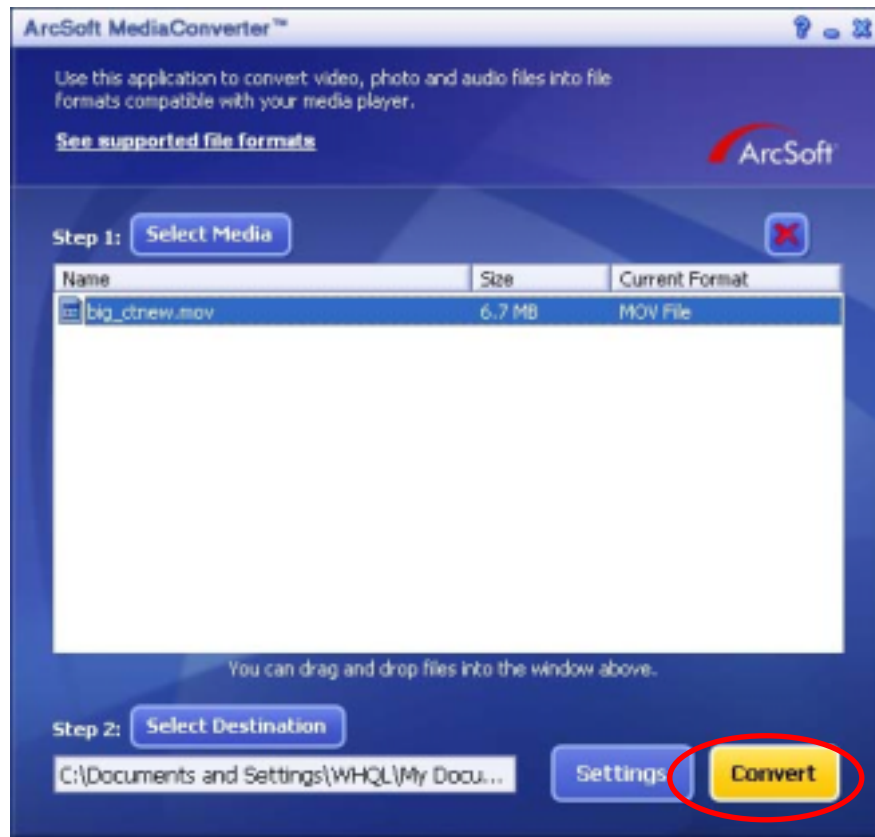 ArcSoft MediaConverter™
Use this application to convert video, photo and audio files into file
formats compatible with your media player.
See supported file formats
ArcSoft
Step 1: Select Media
Name Size Current Format
big_ctnew.mov 6.7 MB MOV File
You can drag and drop files into the window above.
Step 2: Select Destination
C:\Documents and Settings\WHQL\My Docu...
Settings Convert